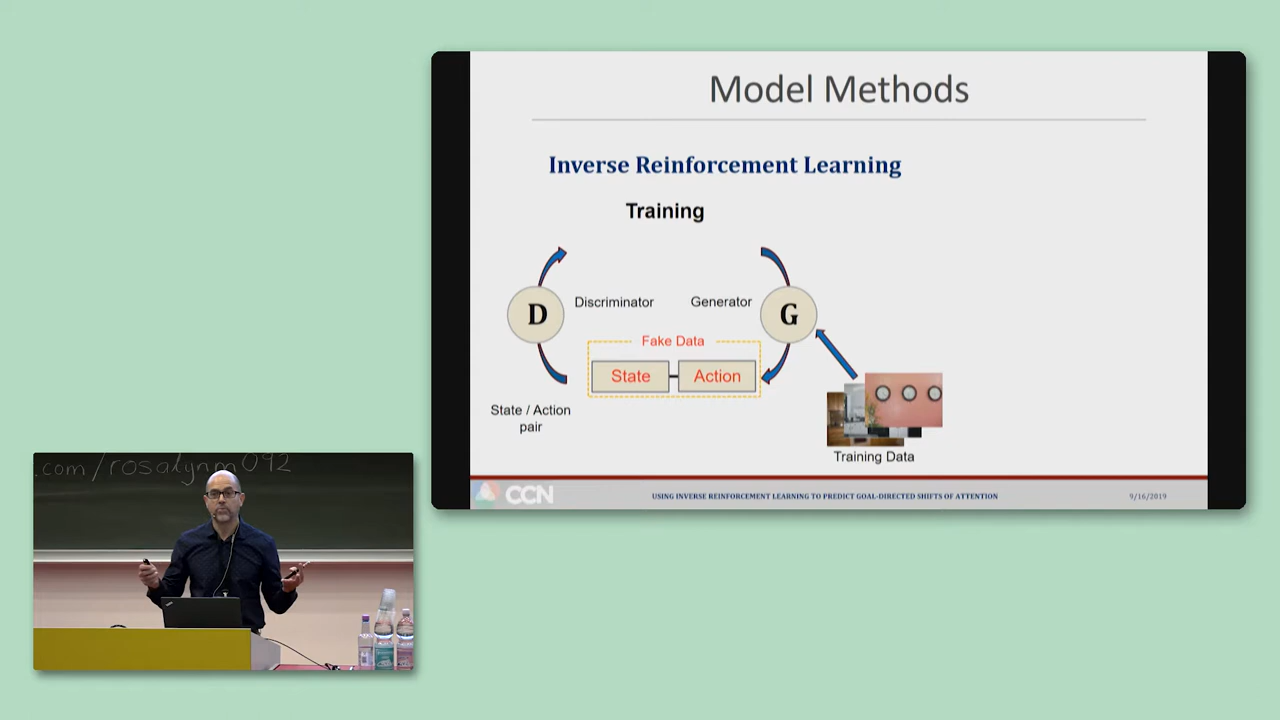 Model Methods
Inverse Reinforcement Learning
Training
D
Discriminator
Generator
G
Fake Data
State
Action
State / Action
pair
Training Data
CCN
USING INVERSE REINFORCEMENT LEARNING TO PREDICT GOAL-DIRECTED SHIFTS OF ATTENTION
9/16/2019
.com/rosalynm092